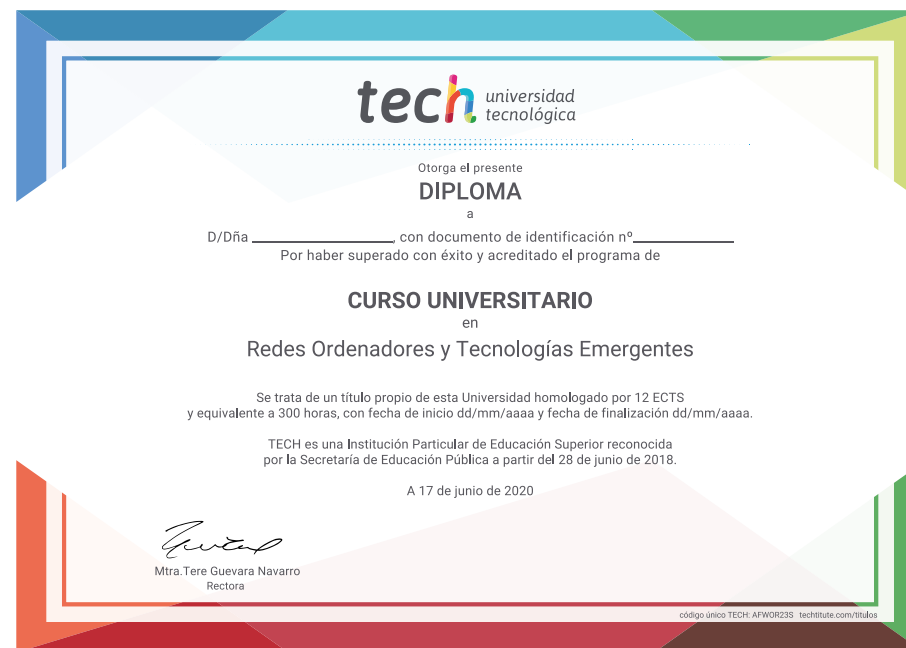 tech universidad
tecnológica
Otorga el presente
DIPLOMA
a
D/Dña ____________________, con documento de identificación nº______________
Por haber superado con éxito y acreditado el programa de
CURSO UNIVERSITARIO
en
Redes Ordenadores y Tecnologías Emergentes
Se trata de un título propio de esta Universidad homologado por 12 ECTS
y equivalente a 300 horas, con fecha de inicio dd/mm/aaaa y fecha de finalización dd/mm/aaaa.
TECH es una Institución Particular de Educación Superior reconocida
por la Secretaría de Educación Pública a partir del 28 de junio de 2018.
A 17 de junio de 2020
Mtra.Tere Guevara Navarro
Rectora
código único TECH: AFWOR23S techtitute.com/titulos